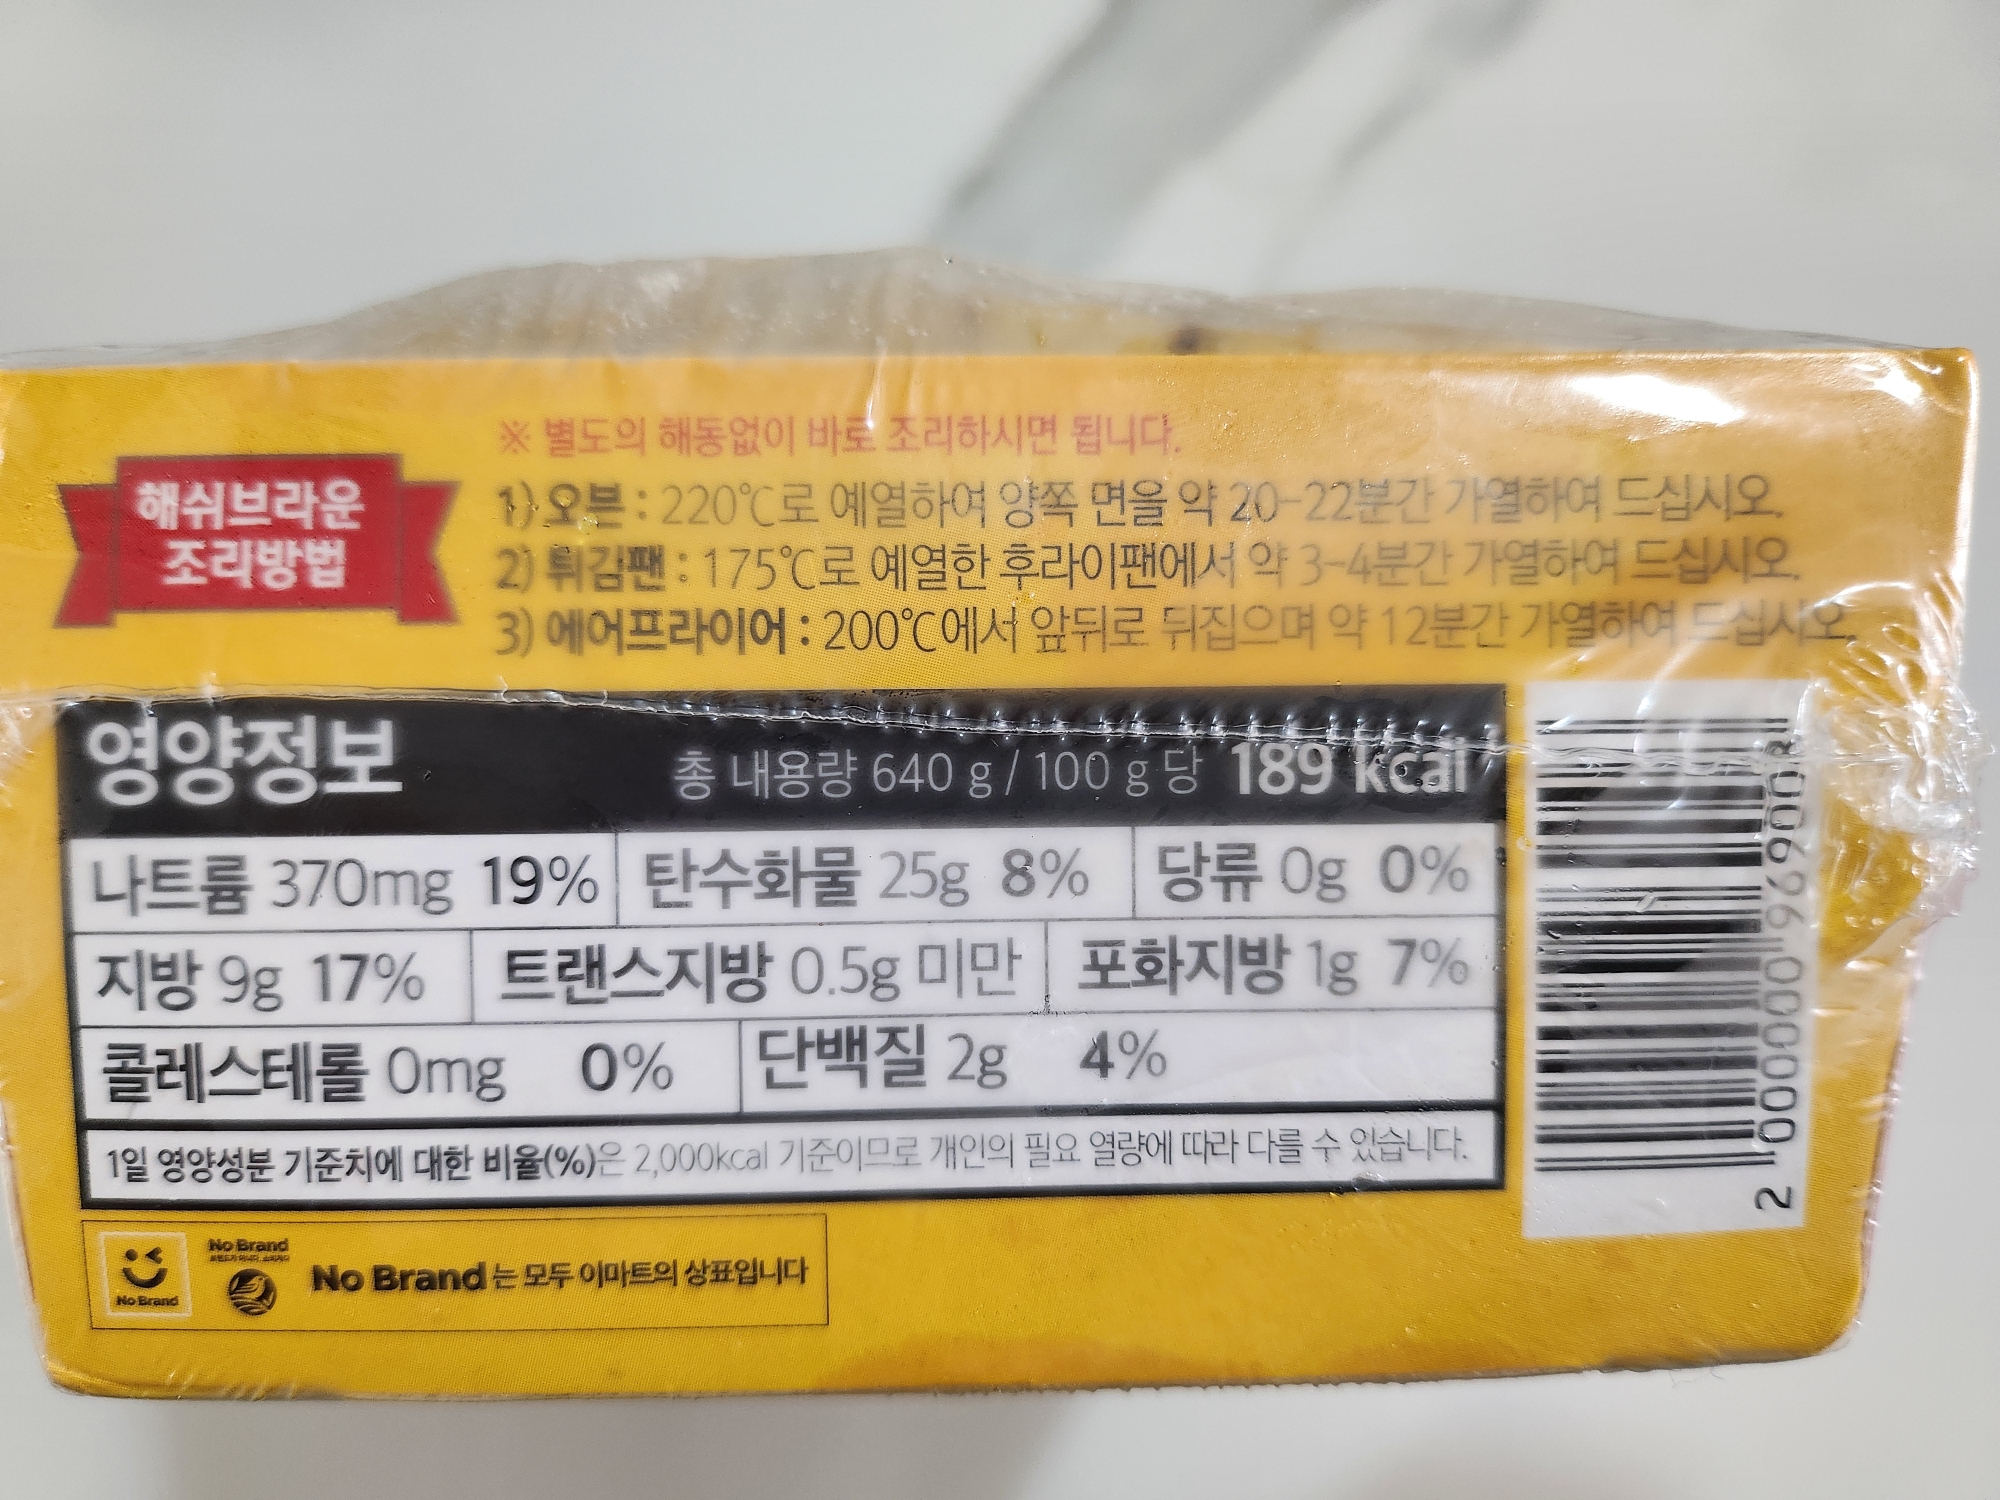 ※ 별도의 해동없이 바로 조리하시면 됩니다.
해쉬브라운
조리방법
1) 오븐 : 220℃로 예열하여 양쪽 면을 약 20-22분간 가열하여 드십시오.
2) 튀김팬 : 175℃로 예열한 후라이팬에서 약 3-4분간 가열하여 드십시오.
3) 에어프라이어 : 200℃에서 앞뒤로 뒤집으며 약 12분간 가열하여 드십시오.
영양정보 총 내용량 640 g / 100 g 당 189 kcal
나트륨 370mg 19% 탄수화물 25g 8% 당류 0g 0%
지방 9g 17% 트랜스지방 0.5g 미만 포화지방 1g 7%
콜레스테롤 0mg 0% 단백질 2g 4%
1일 영양성분 기준치에 대한 비율(%)은 2,000kcal 기준이므로 개인의 필요 열량에 따라 다를 수 있습니다.
No Brand
No Brand
No Brand는 모두 이마트의 상표입니다